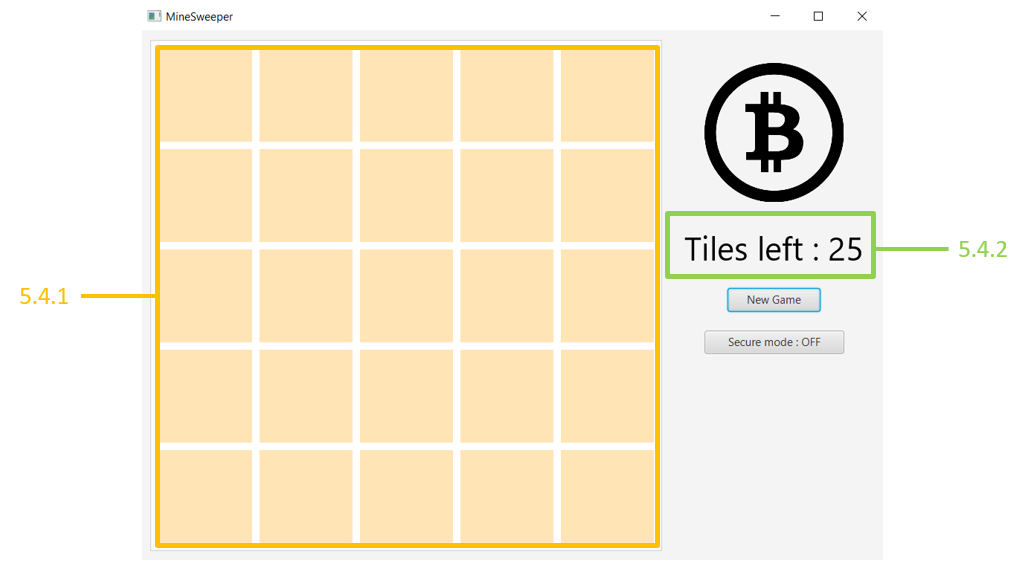 MineSweeper
Tiles left : 25
5.4.2
5.4.1
New Game
Secure mode : OFF